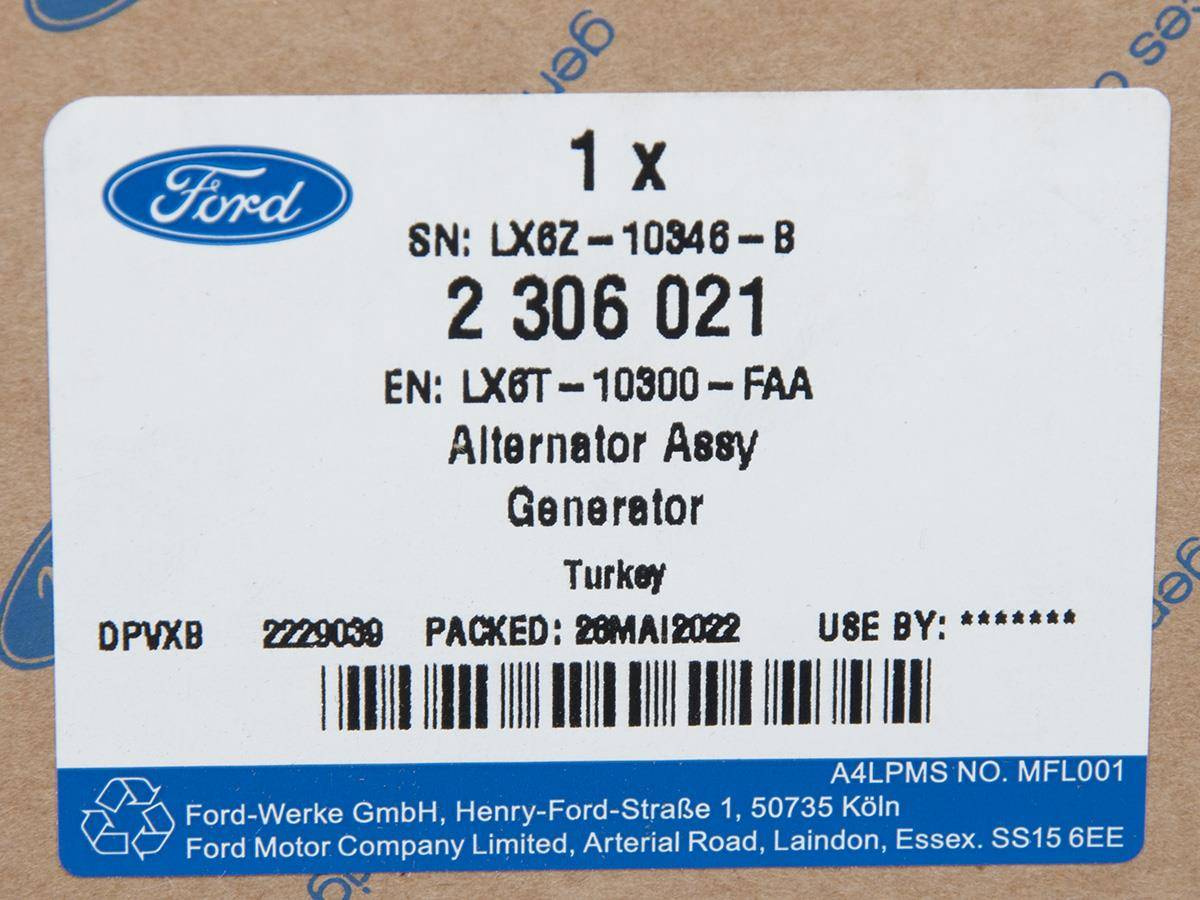 Ford
1 x
SN: LX6Z-10346-B
2 306 021
EN: LX6T-10300-FAA
Alternator Assy
Generator
Turkey
DPVXB 2229039 PACKED: 26MAI2022 USE BY: *******
A4LPMS NO. MFL001
Ford-Werke GmbH, Henry-Ford-Straße 1, 50735 Köln
Ford Motor Company Limited, Arterial Road, Laindon, Essex. SS15 6EE